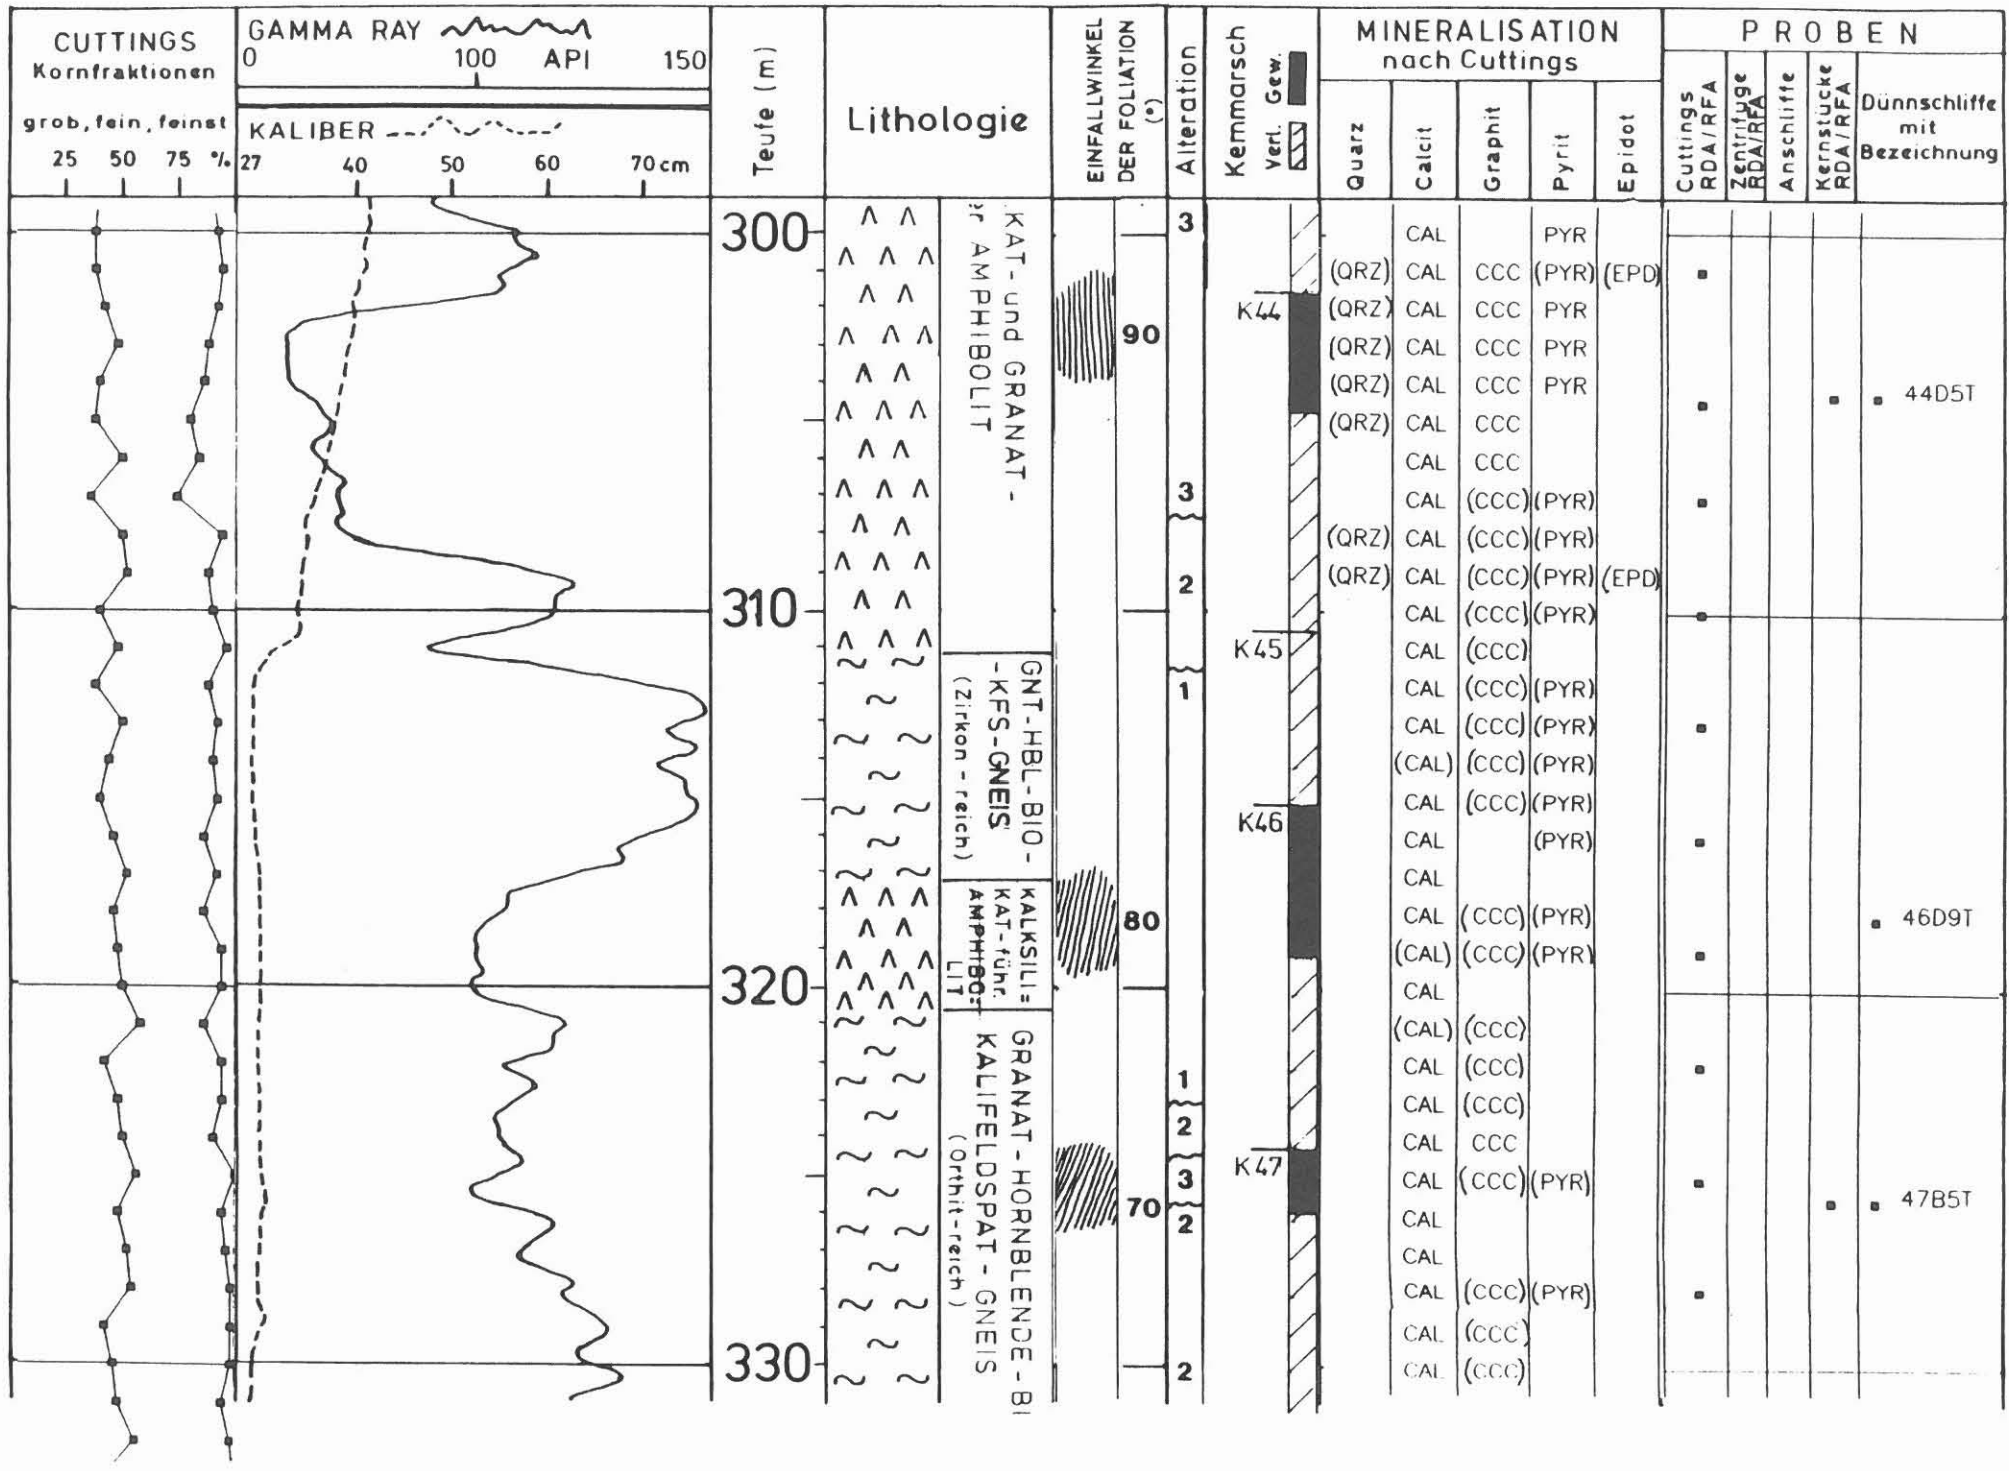 CUTTINGS
Kornfraktionen
grob, fein, feinst
25 50 75 %
GAMMA RAY
0 100 API 150
KALIBER
27 40 50 60 70 cm
Teufe (m)
Lithologie
EINFALLWINKEL
DER FOLIATION
(°)
Alteration
Kernmarsch
Verl. Gew.
MINERALISATION
nach Cuttings
Quarz
Calcit
Graphit
Pyrit
Epidot
PROBEN
Cuttings
RDA/RFA
Zentrifuge
RDA/RFA
Anschliffe
Kernstücke
RDA/RFA
Dünnschliffe
mit
Bezeichnung
300
310
320
330
KAT- und GRANAT-
er AMPHIBOLIT
GNT-HBL-BIO-
-KFS-GNEIS
(Zirkon-reich)
KALKSILI=
KAT-führ.
AMPHIBO=
LIT
GRANAT-HORNBLENDE-BI
KALIFELDSPAT-GNEIS
(Orthit-reich)
90
80
70
3
3
2
1
1
2
3
2
2
K44
K45
K46
K47
CAL PYR
(QRZ) CAL CCC (PYR) (EPD)
(QRZ) CAL CCC PYR
(QRZ) CAL CCC PYR
(QRZ) CAL CCC PYR
(QRZ) CAL CCC
CAL CCC
CAL (CCC) (PYR)
(QRZ) CAL (CCC) (PYR)
(QRZ) CAL (CCC) (PYR) (EPD)
CAL (CCC) (PYR)
CAL (CCC)
CAL (CCC) (PYR)
CAL (CCC) (PYR)
(CAL) (CCC) (PYR)
CAL (CCC) (PYR)
CAL (PYR)
CAL
CAL (CCC) (PYR)
(CAL) (CCC) (PYR)
CAL
(CAL) (CCC)
CAL (CCC)
CAL (CCC)
CAL CCC
CAL (CCC) (PYR)
CAL
CAL
CAL (CCC) (PYR)
CAL (CCC)
CAL (CCC)
44D5T
46D9T
47B5T